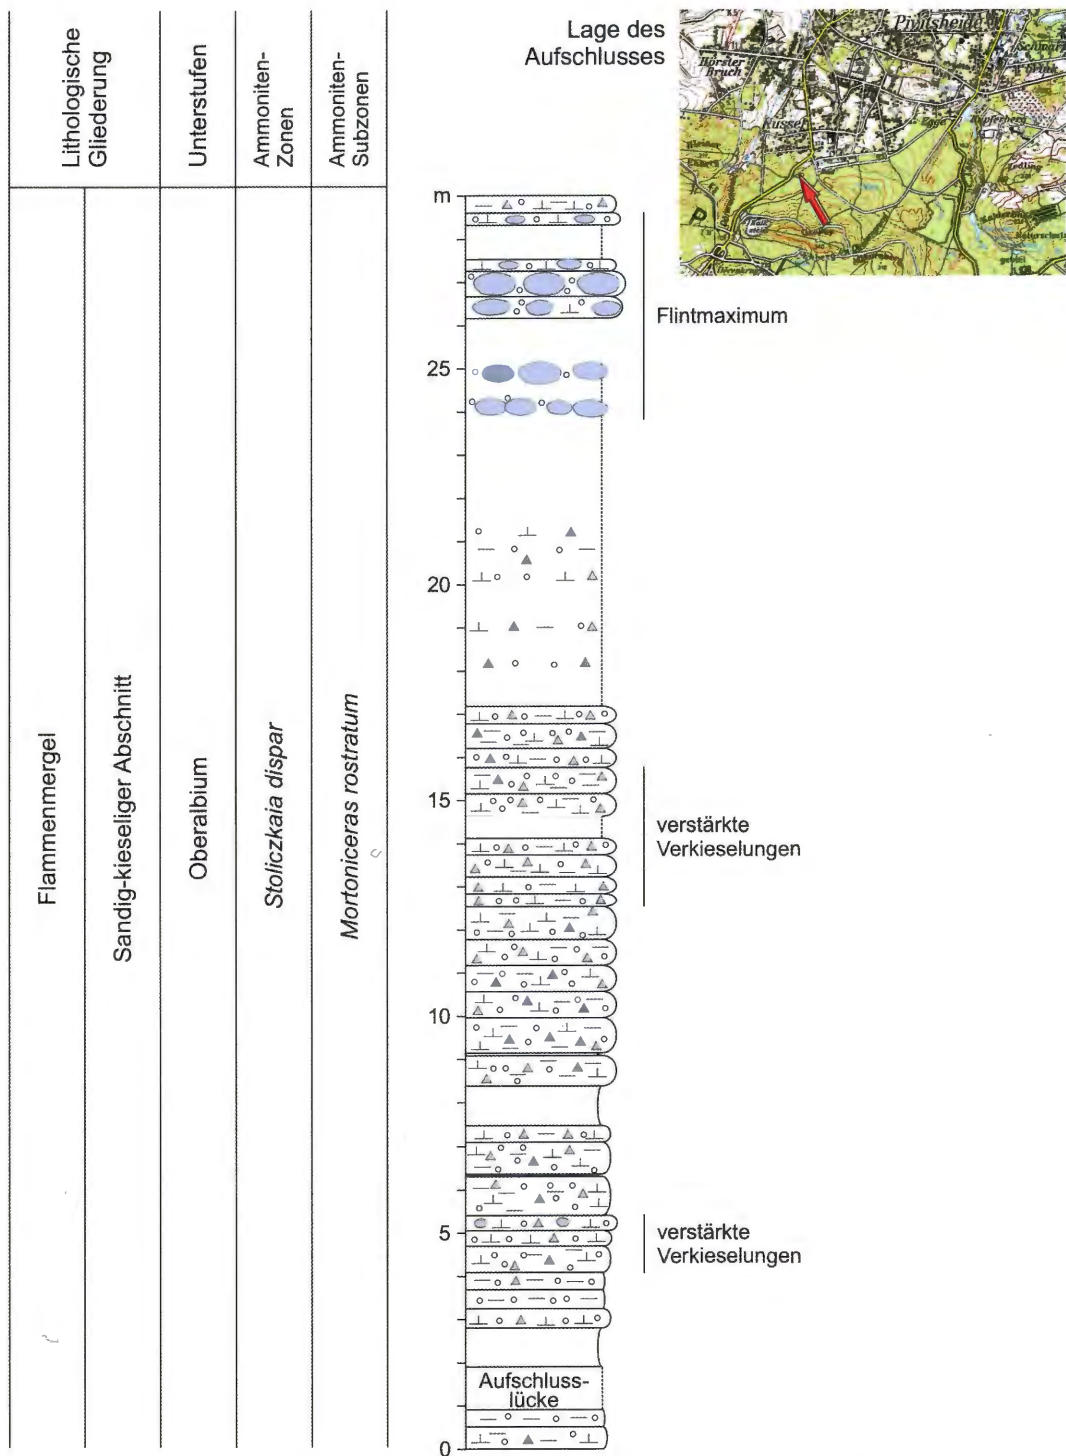 Lithologische
Gliederung
Unterstufen
Ammoniten-
Zonen
Ammoniten-
Subzonen
Lage des
Aufschlusses
Pivitsheide
Hörster
Bruch
m
Flintmaximum
25
20
15
verstärkte
Verkieselungen
10
5
verstärkte
Verkieselungen
Aufschluss-
lücke
0
Flammenmergel
Sandig-kieseliger Abschnitt
Oberalbium
Stoliczkaia dispar
Mortoniceras rostratum